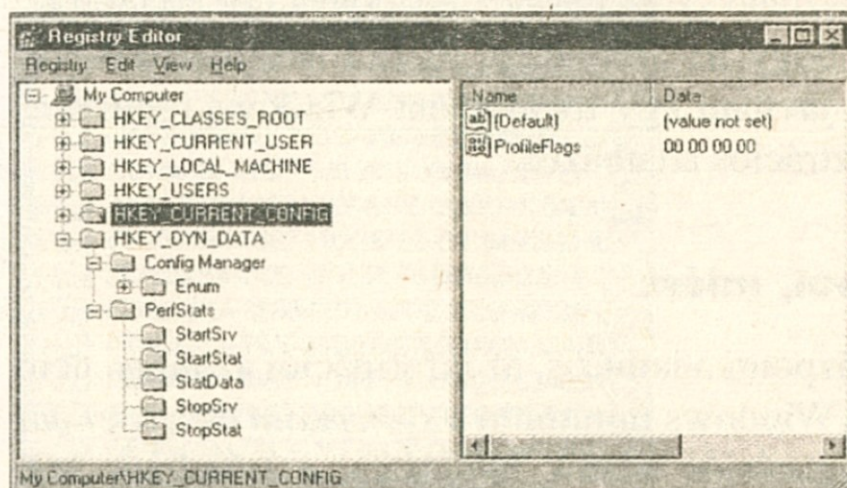 Registry Editor
Registry Edit View Help
My Computer
HKEY_CLASSES_ROOT
HKEY_CURRENT_USER
HKEY_LOCAL_MACHINE
HKEY_USERS
HKEY_CURRENT_CONFIG
HKEY_DYN_DATA
Config Manager
Enum
PerfStats
StartSrv
StartStat
StatData
StopSrv
StopStat
Name Data
(Default) (value not set)
ProfileFlags 00 00 00 00
My Computer\HKEY_CURRENT_CONFIG